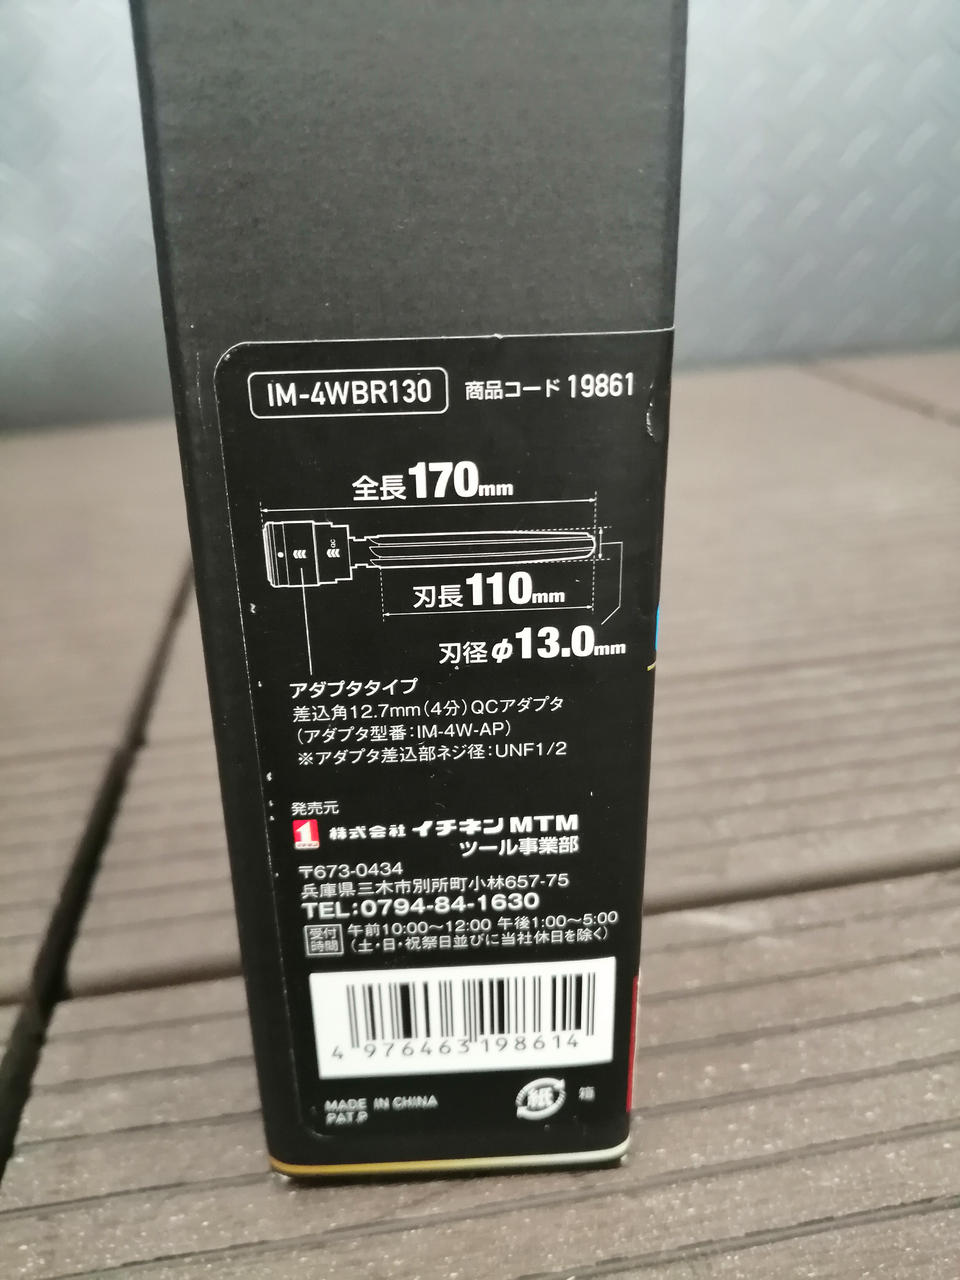 IM-4WBR130 商品コード 19861
全長170mm
QC
刃長110mm
刃径φ13.0mm
アダプタタイプ
差込角12.7mm(4分)QCアダプタ
(アダプタ型番:IM-4W-AP)
※アダプタ差込部ネジ径:UNF1/2
発売元
1 株式会社イチネンMTM
ツール事業部
〒673-0434
兵庫県三木市別所町小林657-75
TEL:0794-84-1630
受付時間 午前10:00〜12:00 午後1:00〜5:00
(土・日・祝祭日並びに当社休日を除く)
4 976463 198614
MADE IN CHINA
PAT.P
紙 箱